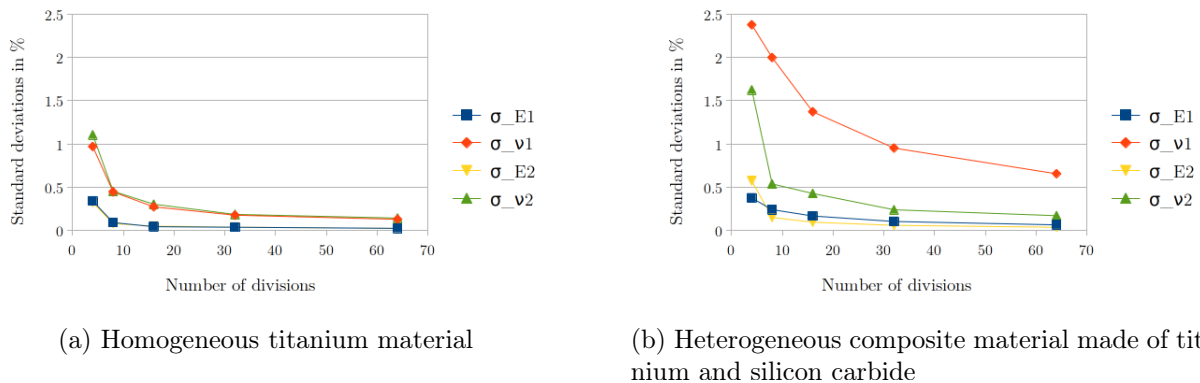 2.5
2
1.5
1
0.5
0
0 10 20 30 40 50 60 70
Standard deviations in %
Number of divisions
σ_E1
σ_ν1
σ_E2
σ_ν2
(a) Homogeneous titanium material
2.5
2
1.5
1
0.5
0
0 10 20 30 40 50 60 70
Standard deviations in %
Number of divisions
σ_E1
σ_ν1
σ_E2
σ_ν2
(b) Heterogeneous composite material made of tit
nium and silicon carbide